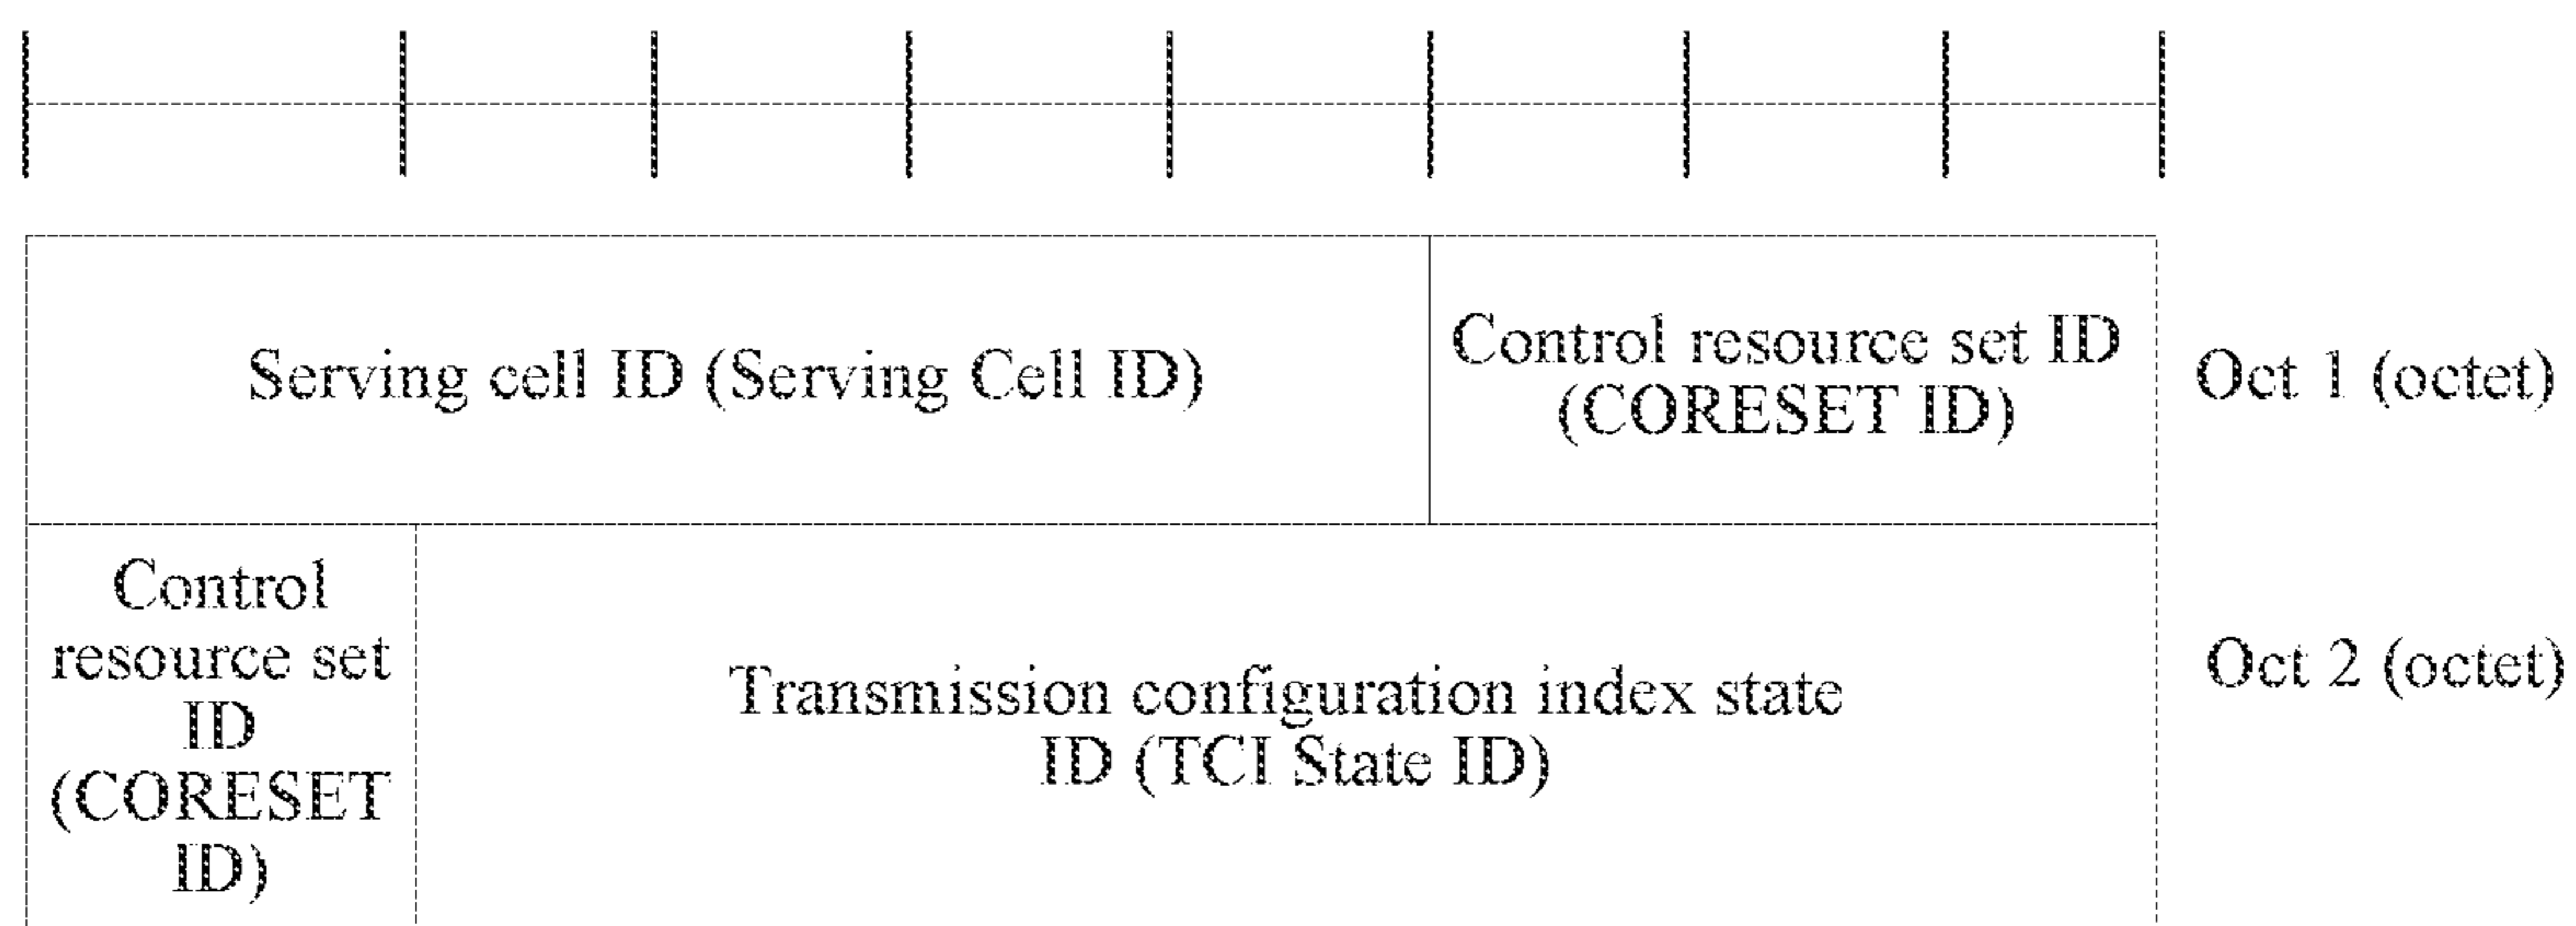 Serving cell ID (Serving Cell ID)
Control resource set ID
(CORESET ID)
Oct 1 (octet)
Control
resource set
ID
(CORESET
ID)
Transmission configuration index state
ID (TCI State ID)
Oct 2 (octet)